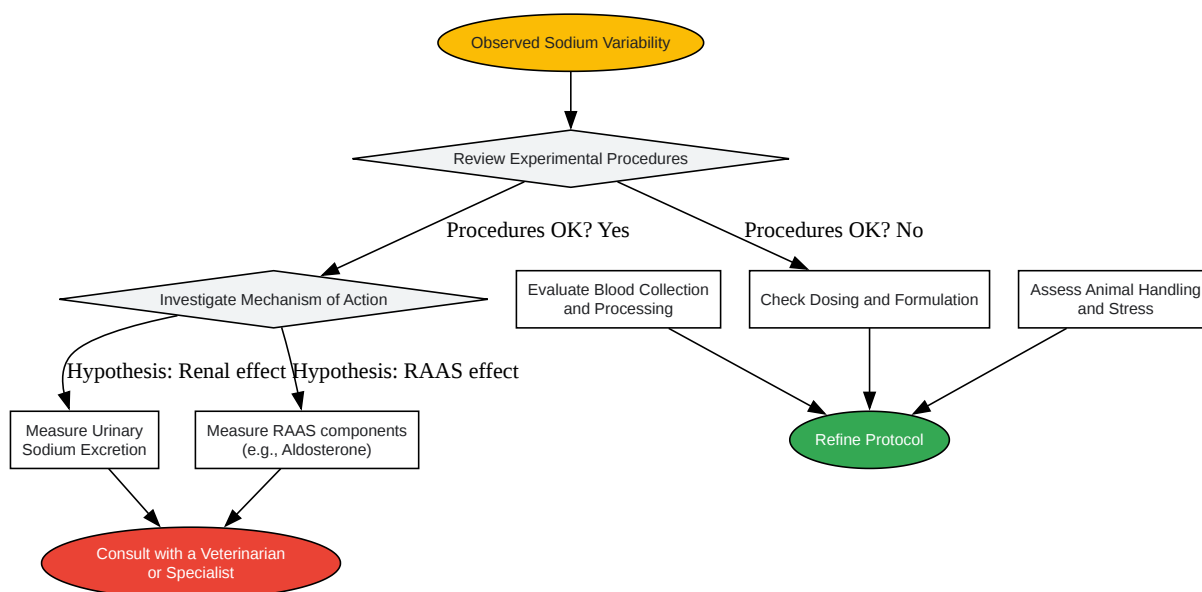 Observed Sodium Variability
Review Experimental Procedures
Procedures OK? Yes
Procedures OK? No
Investigate Mechanism of Action
Evaluate Blood Collection
and Processing
Check Dosing and Formulation
Assess Animal Handling
and Stress
Hypothesis: Renal effect
Hypothesis: RAAS effect
Measure Urinary
Sodium Excretion
Measure RAAS components
(e.g., Aldosterone)
Refine Protocol
Consult with a Veterinarian
or Specialist